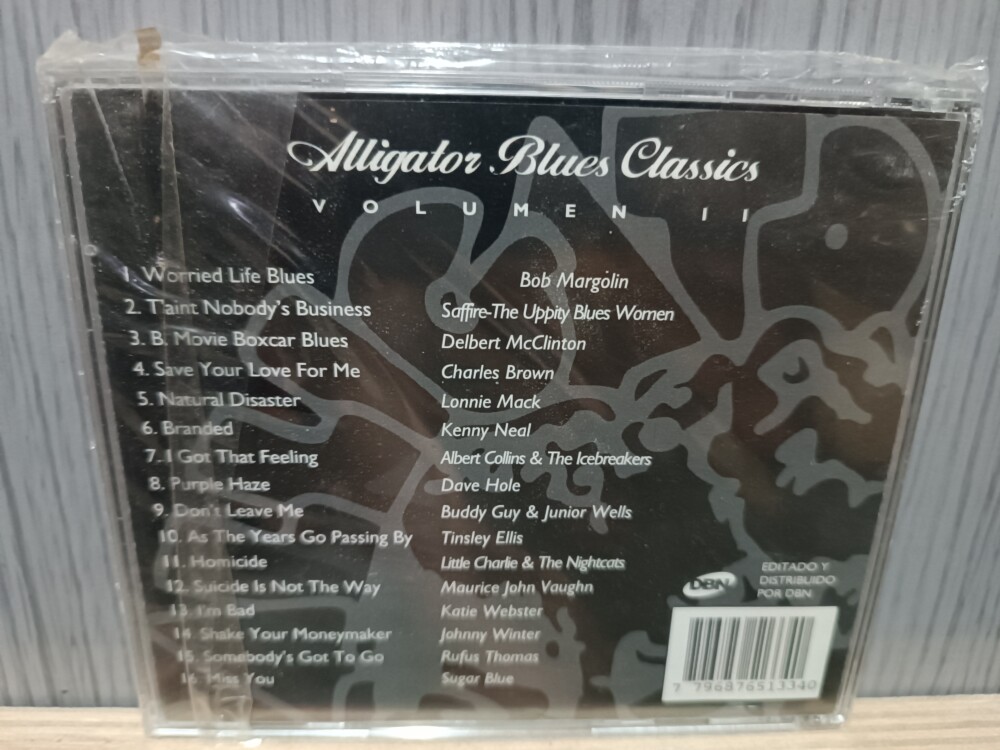 Alligator Blues Classics
VOLUMEN II
1. Worried Life Blues Bob Margolin
2. T'aint Nobody's Business Saffire-The Uppity Blues Women
3. B. Movie Boxcar Blues Delbert McClinton
4. Save Your Love For Me Charles Brown
5. Natural Disaster Lonnie Mack
6. Branded Kenny Neal
7. I Got That Feeling Albert Collins & The Icebreakers
8. Purple Haze Dave Hole
9. Don't Leave Me Buddy Guy & Junior Wells
10. As The Years Go Passing By Tinsley Ellis
11. Homicide Little Charlie & The Nightcats
12. Suicide Is Not The Way Maurice John Vaughn
13. I'm Bad Katie Webster
14. Shake Your Moneymaker Johnny Winter
15. Somebody's Got To Go Rufus Thomas
16. Miss You Sugar Blue
DBN
EDITADO Y
DISTRIBUIDO
POR DBN
7 796876513340